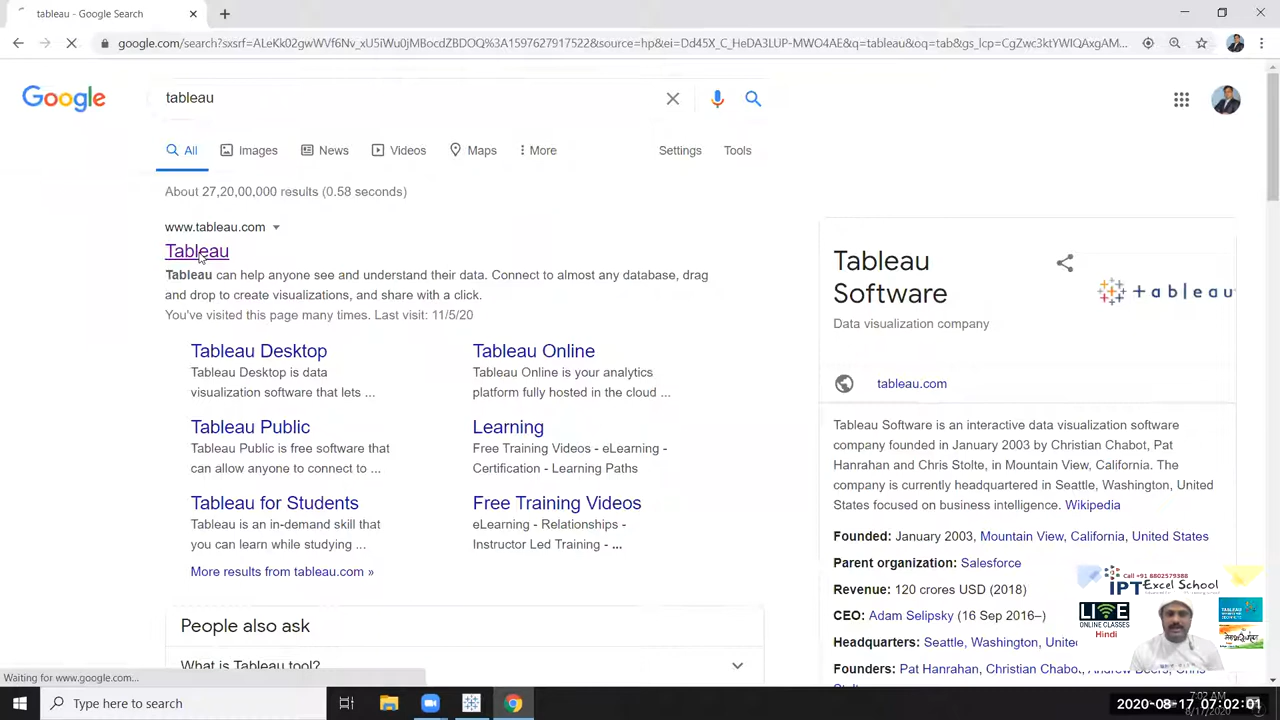 tableau - Google Search
google.com/search?sxsrf=ALeKk02gwWVf6Nv_xU5iWu0jMBocdZBDOQ%3A1597627917522&source=hp&ei=Dd45X_C_HeDA3LUP-MWO4AE&q=tableau&oq=tab&gs_lcp=CgZwc3ktYWIQAxgAM...
Google
tableau
All
Images
News
Videos
Maps
More
Settings
Tools
About 27,20,00,000 results (0.58 seconds)
www.tableau.com
Tableau
Tableau can help anyone see and understand their data. Connect to almost any database, drag
and drop to create visualizations, and share with a click.
You've visited this page many times. Last visit: 11/5/20
Tableau Desktop
Tableau Desktop is data
visualization software that lets ...
Tableau Online
Tableau Online is your analytics
platform fully hosted in the cloud ...
Tableau Public
Tableau Public is free software that
can allow anyone to connect to ...
Learning
Free Training Videos - eLearning -
Certification - Learning Paths
Tableau for Students
Tableau is an in-demand skill that
you can learn while studying ...
Free Training Videos
eLearning - Relationships -
Instructor Led Training - ...
More results from tableau.com »
People also ask
What is Tableau tool?
Tableau
Software
Data visualization company
+ a b l e a u
tableau.com
Tableau Software is an interactive data visualization software
company founded in January 2003 by Christian Chabot, Pat
Hanrahan and Chris Stolte, in Mountain View, California. The
company is currently headquartered in Seattle, Washington, United
States focused on business intelligence. Wikipedia
Founded: January 2003, Mountain View, California, United States
Parent organization: Salesforce
Revenue: 120 crores USD (2018)
CEO: Adam Selipsky (16 Sep 2016–)
Headquarters: Seattle, Washington, United
Founders: Pat Hanrahan, Christian Chabot,
Call +91 8802579388
IPT Excel School
LIVE
ONLINE CLASSES
Hindi
Waiting for www.google.com...
Type here to search
7:02 AM
8/17/2020
2020-08-17 07:02:01